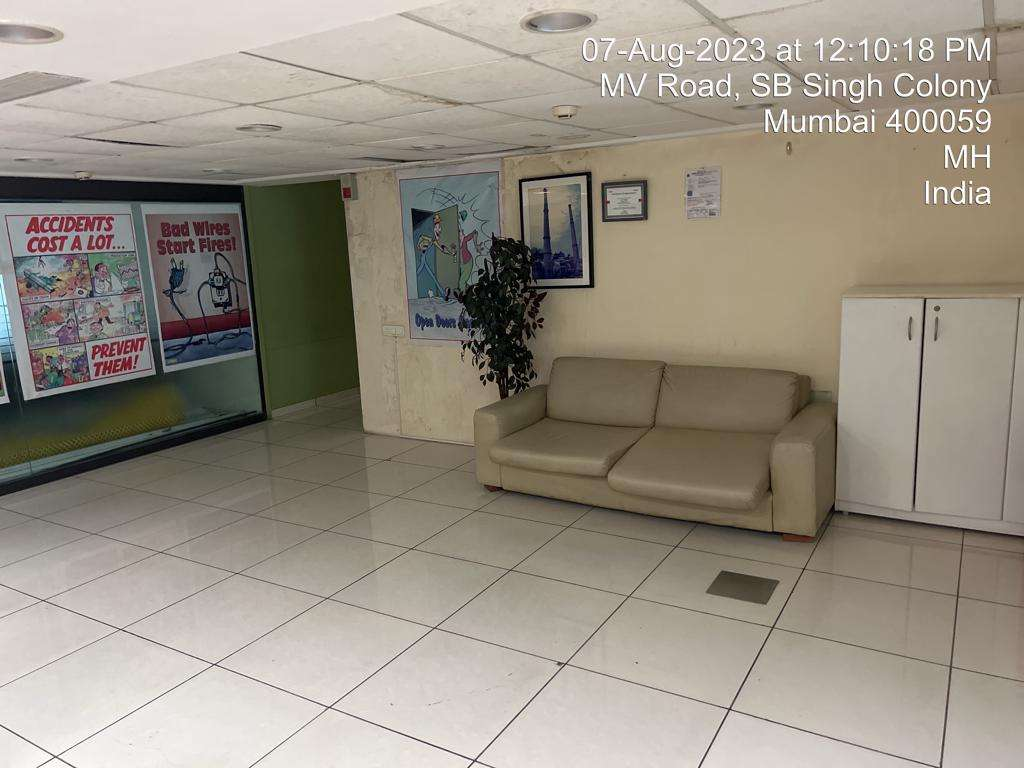 07-Aug-2023 at 12:10:18 PM
MV Road, SB Singh Colony
Mumbai 400059
MH
India
ACCIDENTS
COST A LOT...
PREVENT
THEM!
Bad Wires
Start Fires!
Open Doors